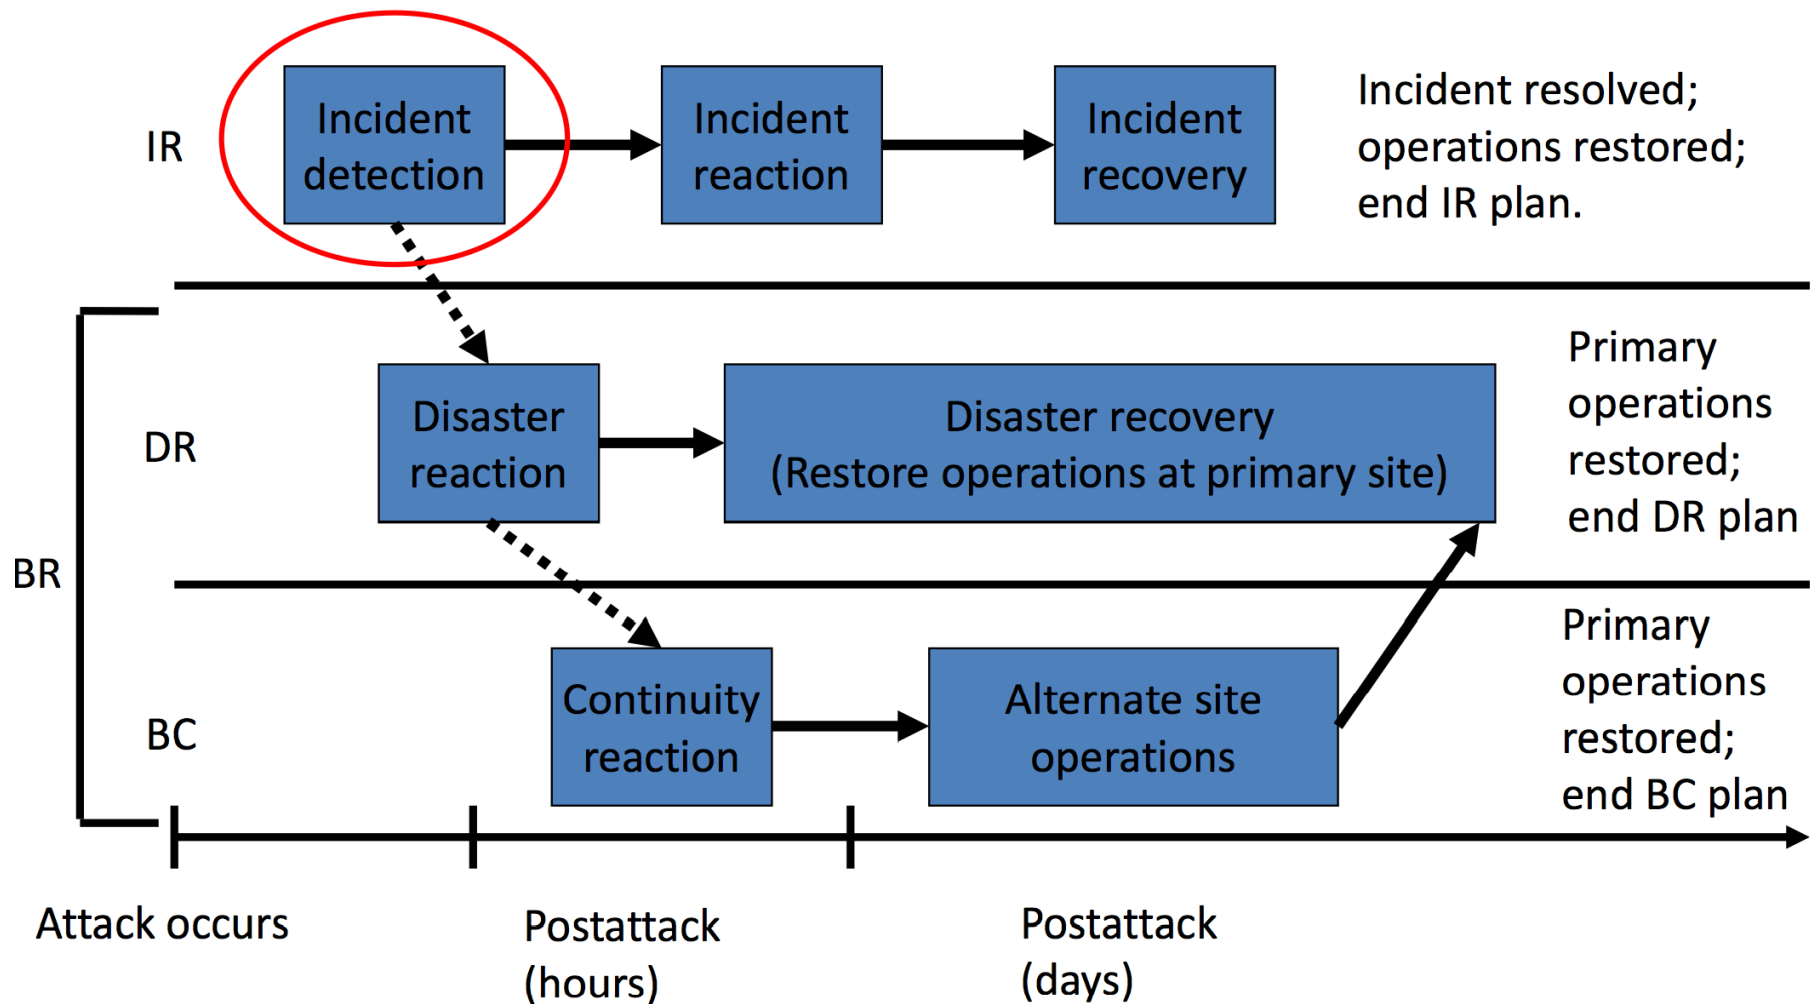 IR
Incident
detection
Incident
reaction
Incident
recovery
Incident resolved;
operations restored;
end IR plan.
BR
DR
Disaster
reaction
Disaster recovery
(Restore operations at primary site)
Primary
operations
restored;
end DR plan
BC
Continuity
reaction
Alternate site
operations
Primary
operations
restored;
end BC plan
Attack occurs
Postattack
(hours)
Postattack
(days)